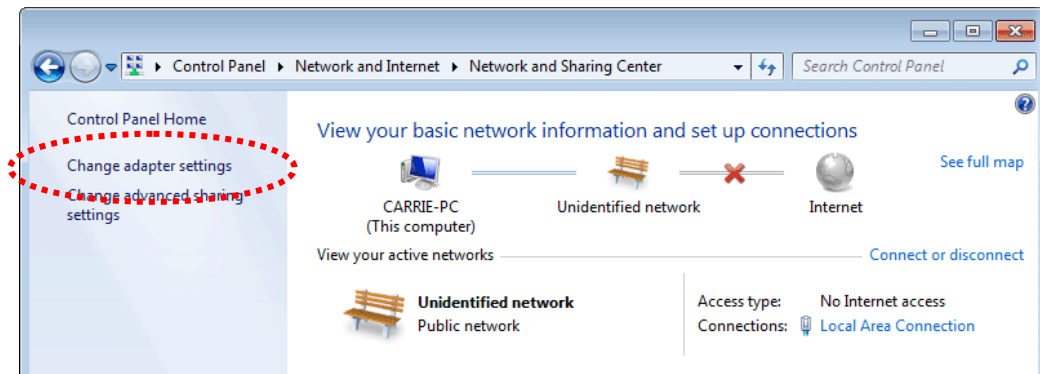 Control Panel Network and Internet Network and Sharing Center Search Control Panel
Control Panel Home
Change adapter settings
Change advanced sharing
settings
View your basic network information and set up connections
See full map
CARRIE-PC
(This computer)
Unidentified network
Internet
View your active networks
Connect or disconnect
Unidentified network
Public network
Access type: No Internet access
Connections: Local Area Connection